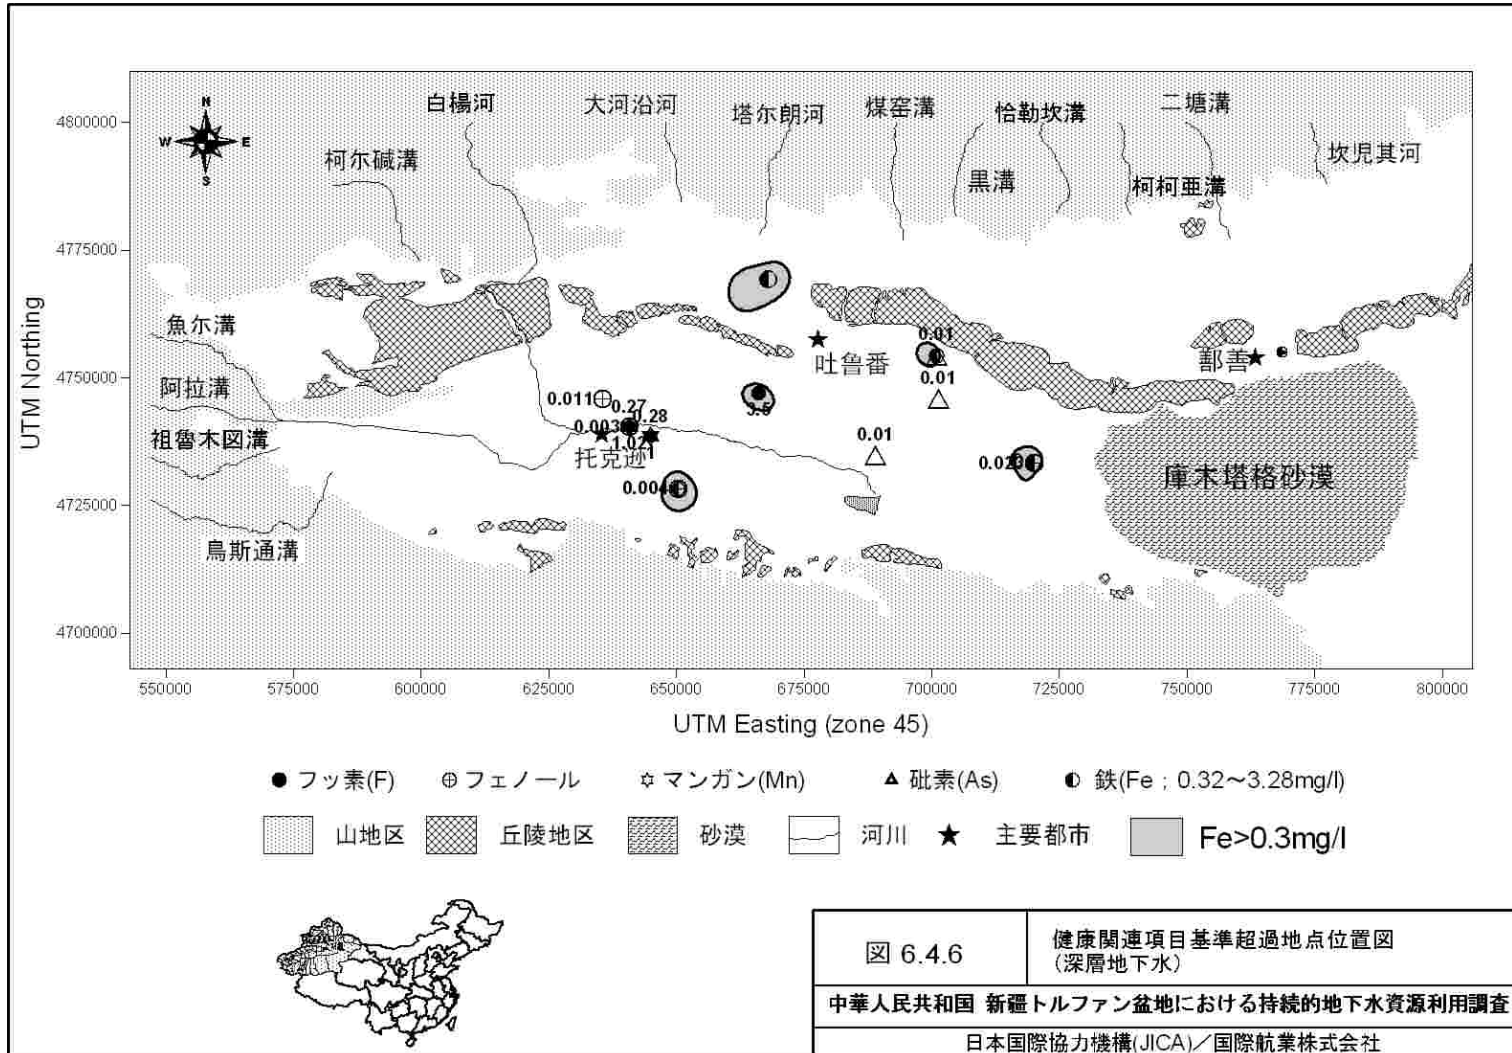 白楊河
大河沿河
塔尔朗河
煤窑溝
恰勒坎溝
二塘溝
N
W E
S
柯尔碱溝
黒溝
柯柯亜溝
坎児其河
4800000
4775000
4750000
4725000
4700000
UTM Northing
魚尔溝
阿拉溝
祖魯木図溝
鳥斯通溝
吐鲁番
鄯善
托克逊
庫木塔格砂漠
0.01
0.01
0.01
0.011
0.27
0.28
0.003
1.02
1
3.5
0.004
0.023
550000 575000 600000 625000 650000 675000 700000 725000 750000 775000 800000
UTM Easting (zone 45)
フッ素(F) フェノール マンガン(Mn) 砒素(As) 鉄(Fe ; 0.32～3.28mg/l)
山地区 丘陵地区 砂漠 河川 主要都市 Fe>0.3mg/l
図 6.4.6
健康関連項目基準超過地点位置図
(深層地下水)
中華人民共和国 新疆トルファン盆地における持続的地下水資源利用調査
日本国際協力機構(JICA)／国際航業株式会社